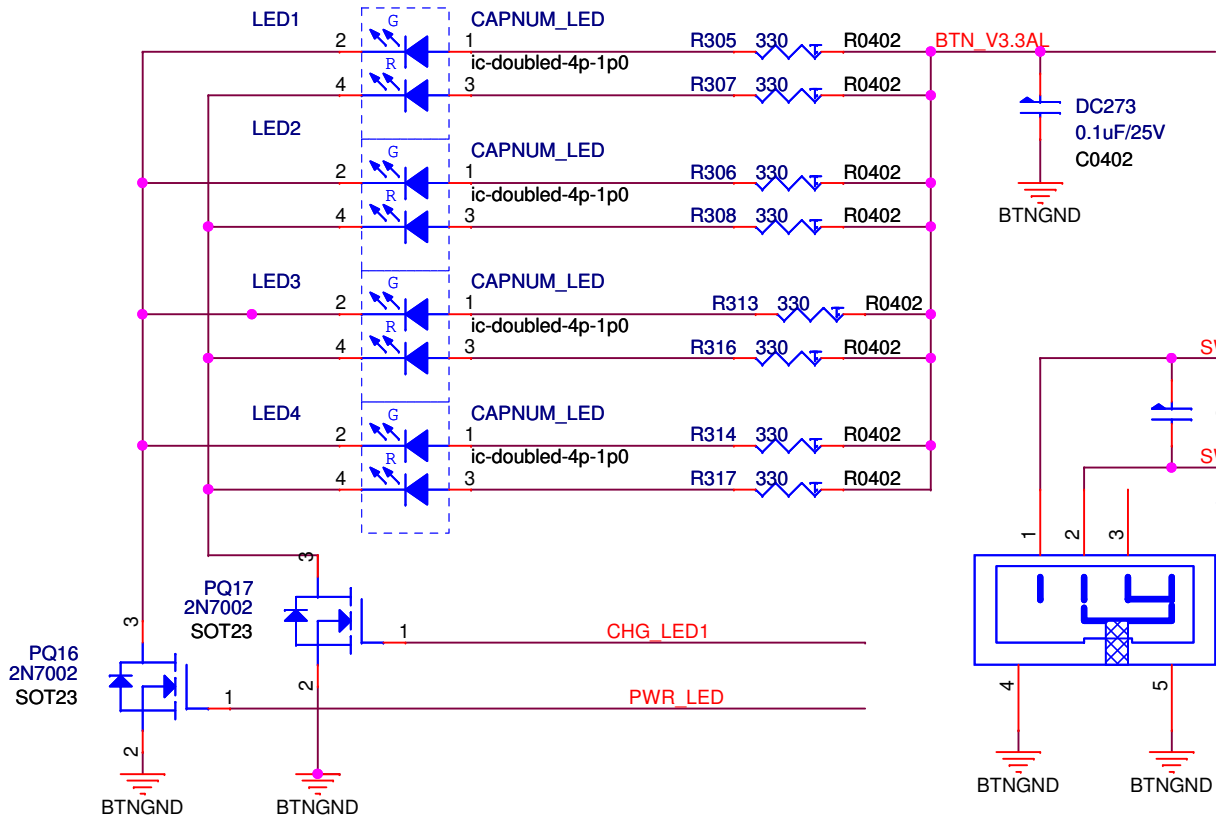 LED1
G
CAPNUM_LED
2
1
R305 330 R0402
BTN_V3.3AL
ic-doubled-4p-1p0
R
4
3
R307 330 R0402
DC273
0.1uF/25V
C0402
BTNGND
LED2
G
CAPNUM_LED
2
1
R306 330 R0402
ic-doubled-4p-1p0
R
4
3
R308 330 R0402
LED3
G
CAPNUM_LED
2
1
R313 330 R0402
ic-doubled-4p-1p0
R
4
3
R316 330 R0402
LED4
G
CAPNUM_LED
2
1
R314 330 R0402
ic-doubled-4p-1p0
R
4
3
R317 330 R0402
SW
SW
1
2
3
4
5
BTNGND
BTNGND
3
PQ17
2N7002
SOT23
1
CHG_LED1
2
3
PQ16
2N7002
SOT23
1
PWR_LED
2
BTNGND
BTNGND